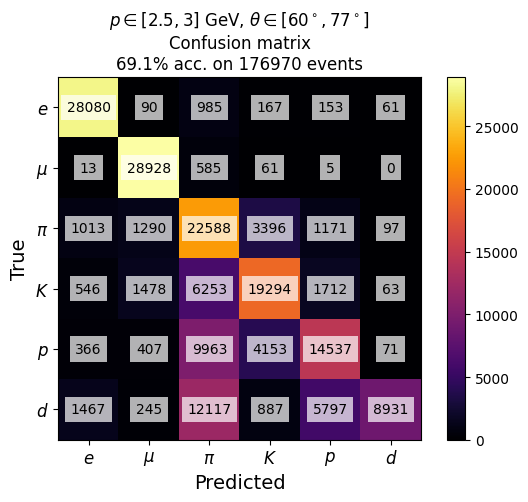 p ∈ [2.5, 3] GeV, θ ∈ [60°, 77°]
Confusion matrix
69.1% acc. on 176970 events
e 28080 90 985 167 153 61
μ 13 28928 585 61 5 0
π 1013 1290 22588 3396 1171 97
K 546 1478 6253 19294 1712 63
p 366 407 9963 4153 14537 71
d 1467 245 12117 887 5797 8931
e μ π K p d
True
Predicted
25000
20000
15000
10000
5000
0